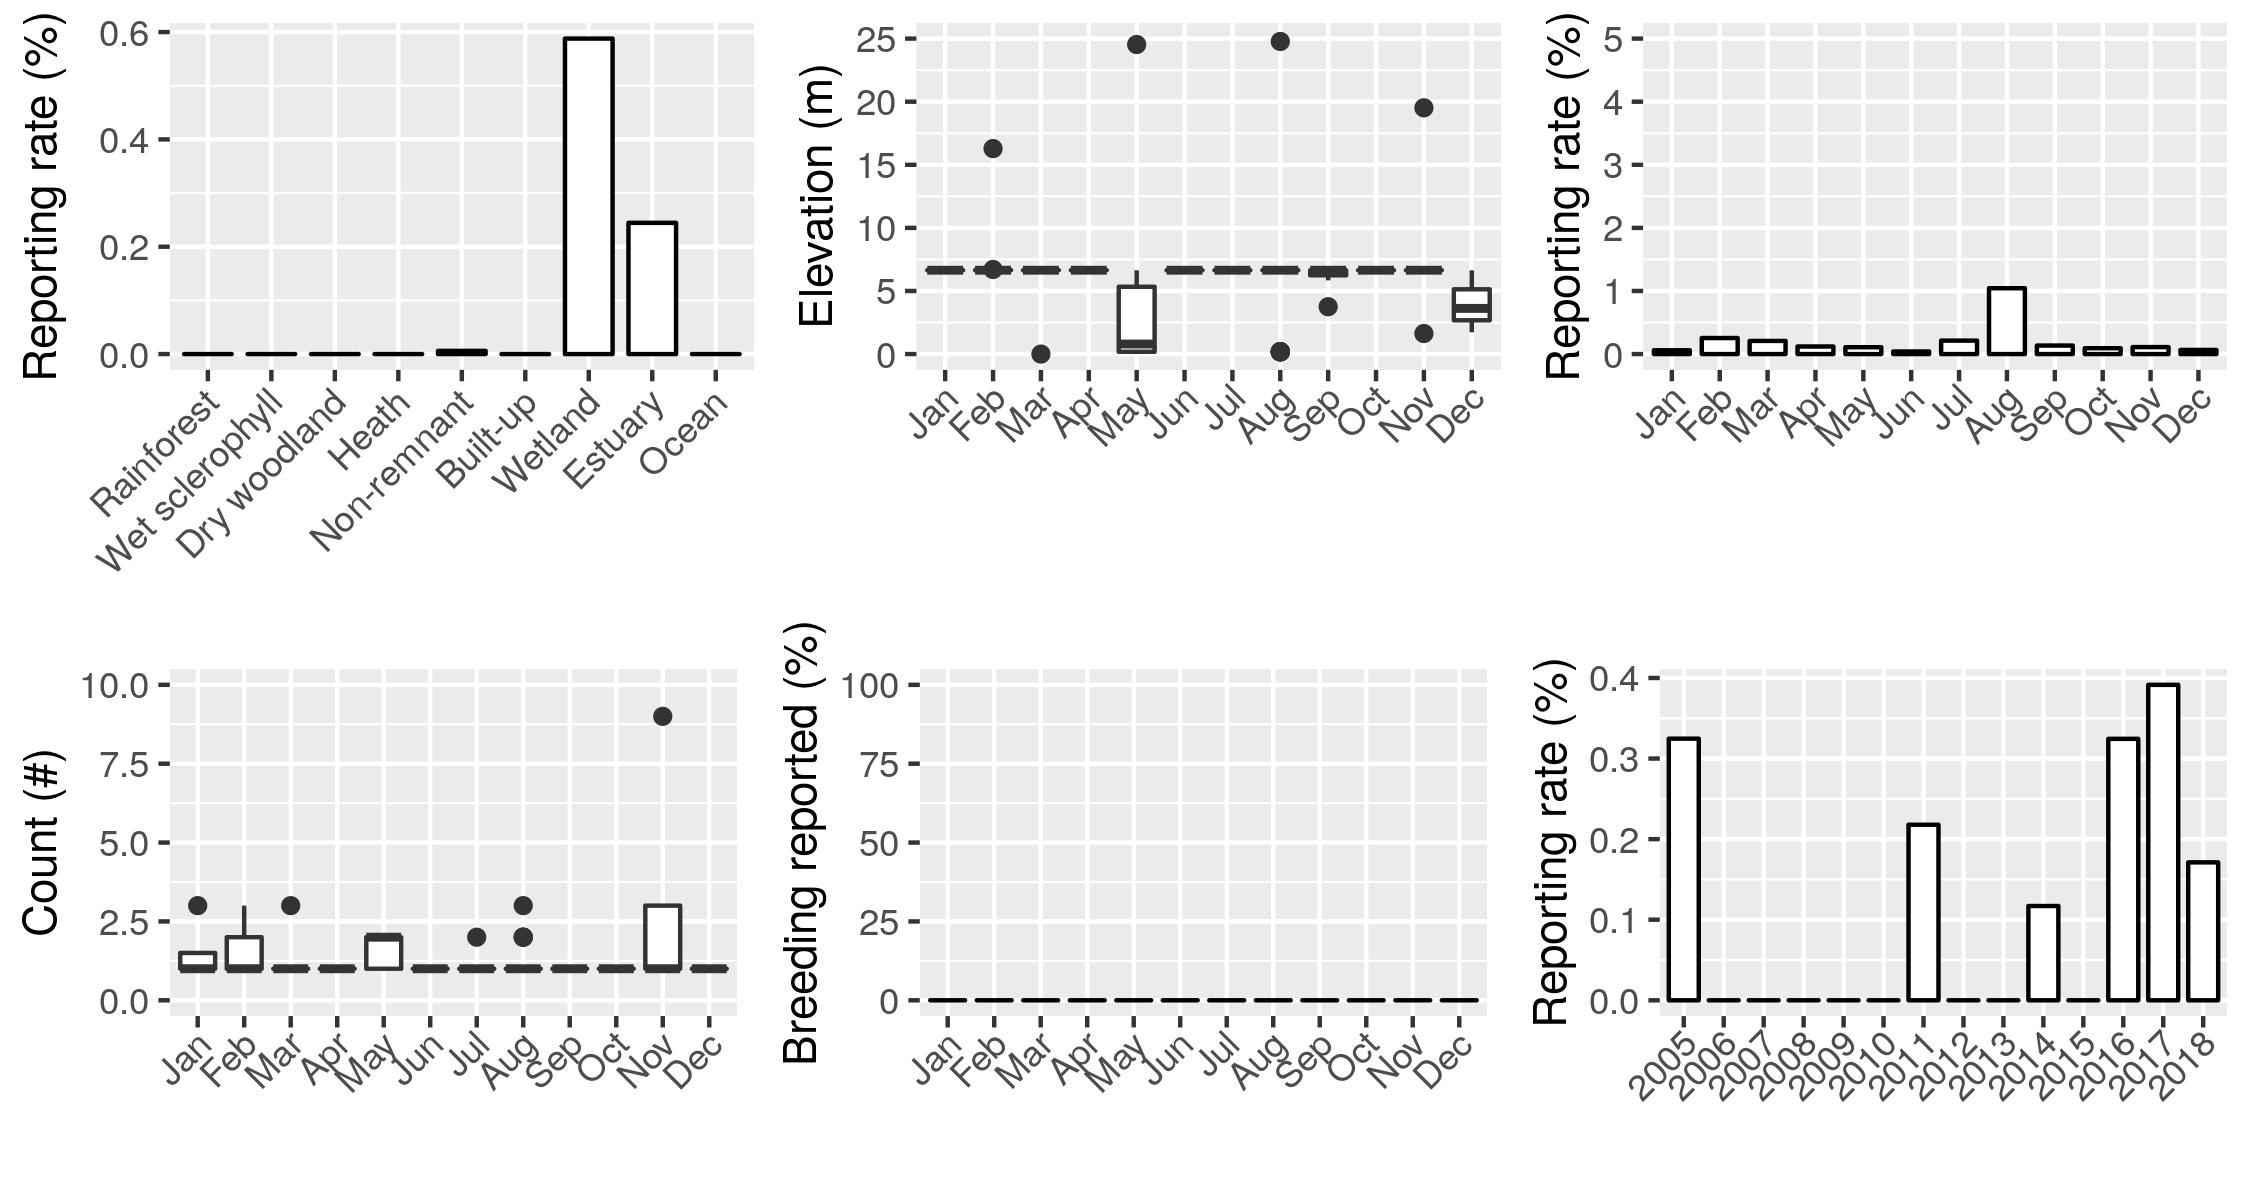 Reporting rate (%)
0.6
0.4
0.2
0.0
Rainforest
Wet sclerophyll
Dry woodland
Heath
Non-remnant
Built-up
Wetland
Estuary
Ocean
Elevation (m)
25
20
15
10
5
0
Jan
Feb
Mar
Apr
May
Jun
Jul
Aug
Sep
Oct
Nov
Dec
Reporting rate (%)
5
4
3
2
1
0
Jan
Feb
Mar
Apr
May
Jun
Jul
Aug
Sep
Oct
Nov
Dec
Count (#)
10.0
7.5
5.0
2.5
0.0
Jan
Feb
Mar
Apr
May
Jun
Jul
Aug
Sep
Oct
Nov
Dec
Breeding reported (%)
100
75
50
25
0
Jan
Feb
Mar
Apr
May
Jun
Jul
Aug
Sep
Oct
Nov
Dec
Reporting rate (%)
0.4
0.3
0.2
0.1
0.0
2005
2006
2007
2008
2009
2010
2011
2012
2013
2014
2015
2016
2017
2018